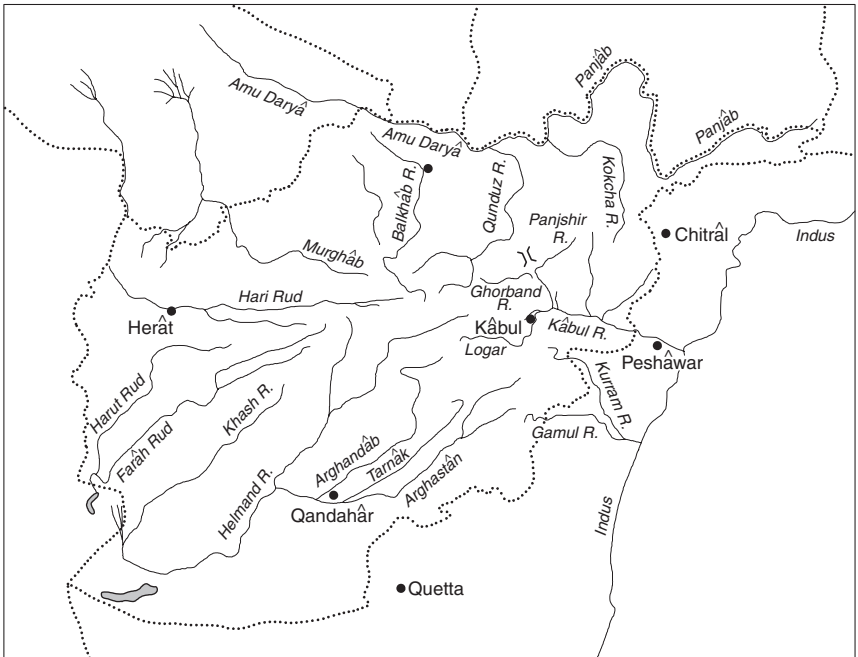 Panjâb
Amu Daryâ
Panjâb
Amu Daryâ
Balkhâb R.
Qunduz R.
Kokcha R.
Panjshir
R.
Chitrâl
Indus
Murghâb
Hari Rud
Ghorband
R.
Herât
Kâbul
Kâbul R.
Logar
Peshâwar
Harut Rud
Farâh Rud
Khash R.
Kurram R.
Gamul R.
Helmand R.
Arghandâb
Tarnâk
Arghastân
Qandahâr
Indus
Quetta